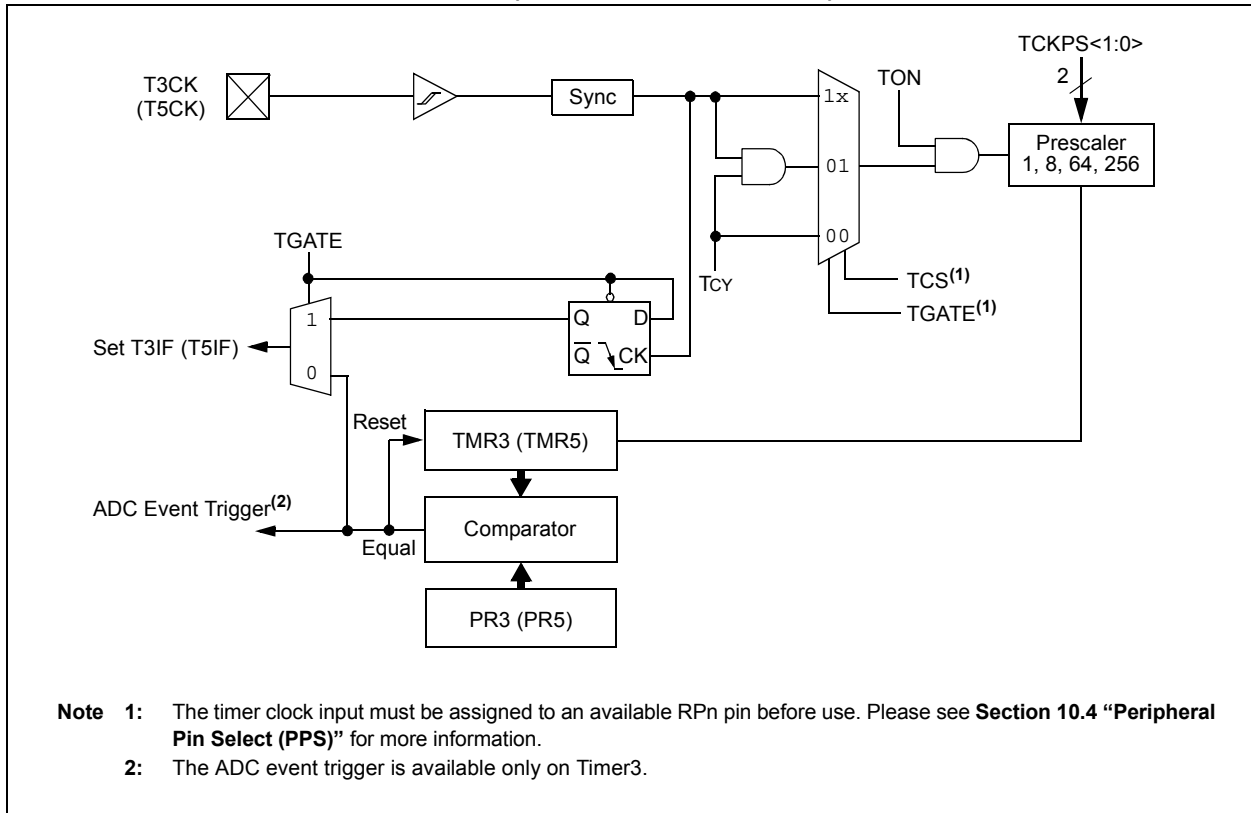 TCKPS<1:0>
2
T3CK
(T5CK)
Sync
1x
TON
Prescaler
1, 8, 64, 256
01
00
TCY
TCS(1)
TGATE(1)
TGATE
1
0
Q
D
Q
CK
Set T3IF (T5IF)
Reset
TMR3 (TMR5)
ADC Event Trigger(2)
Equal
Comparator
PR3 (PR5)
Note 1: The timer clock input must be assigned to an available RPn pin before use. Please see Section 10.4 “Peripheral
Pin Select (PPS)” for more information.
2: The ADC event trigger is available only on Timer3.